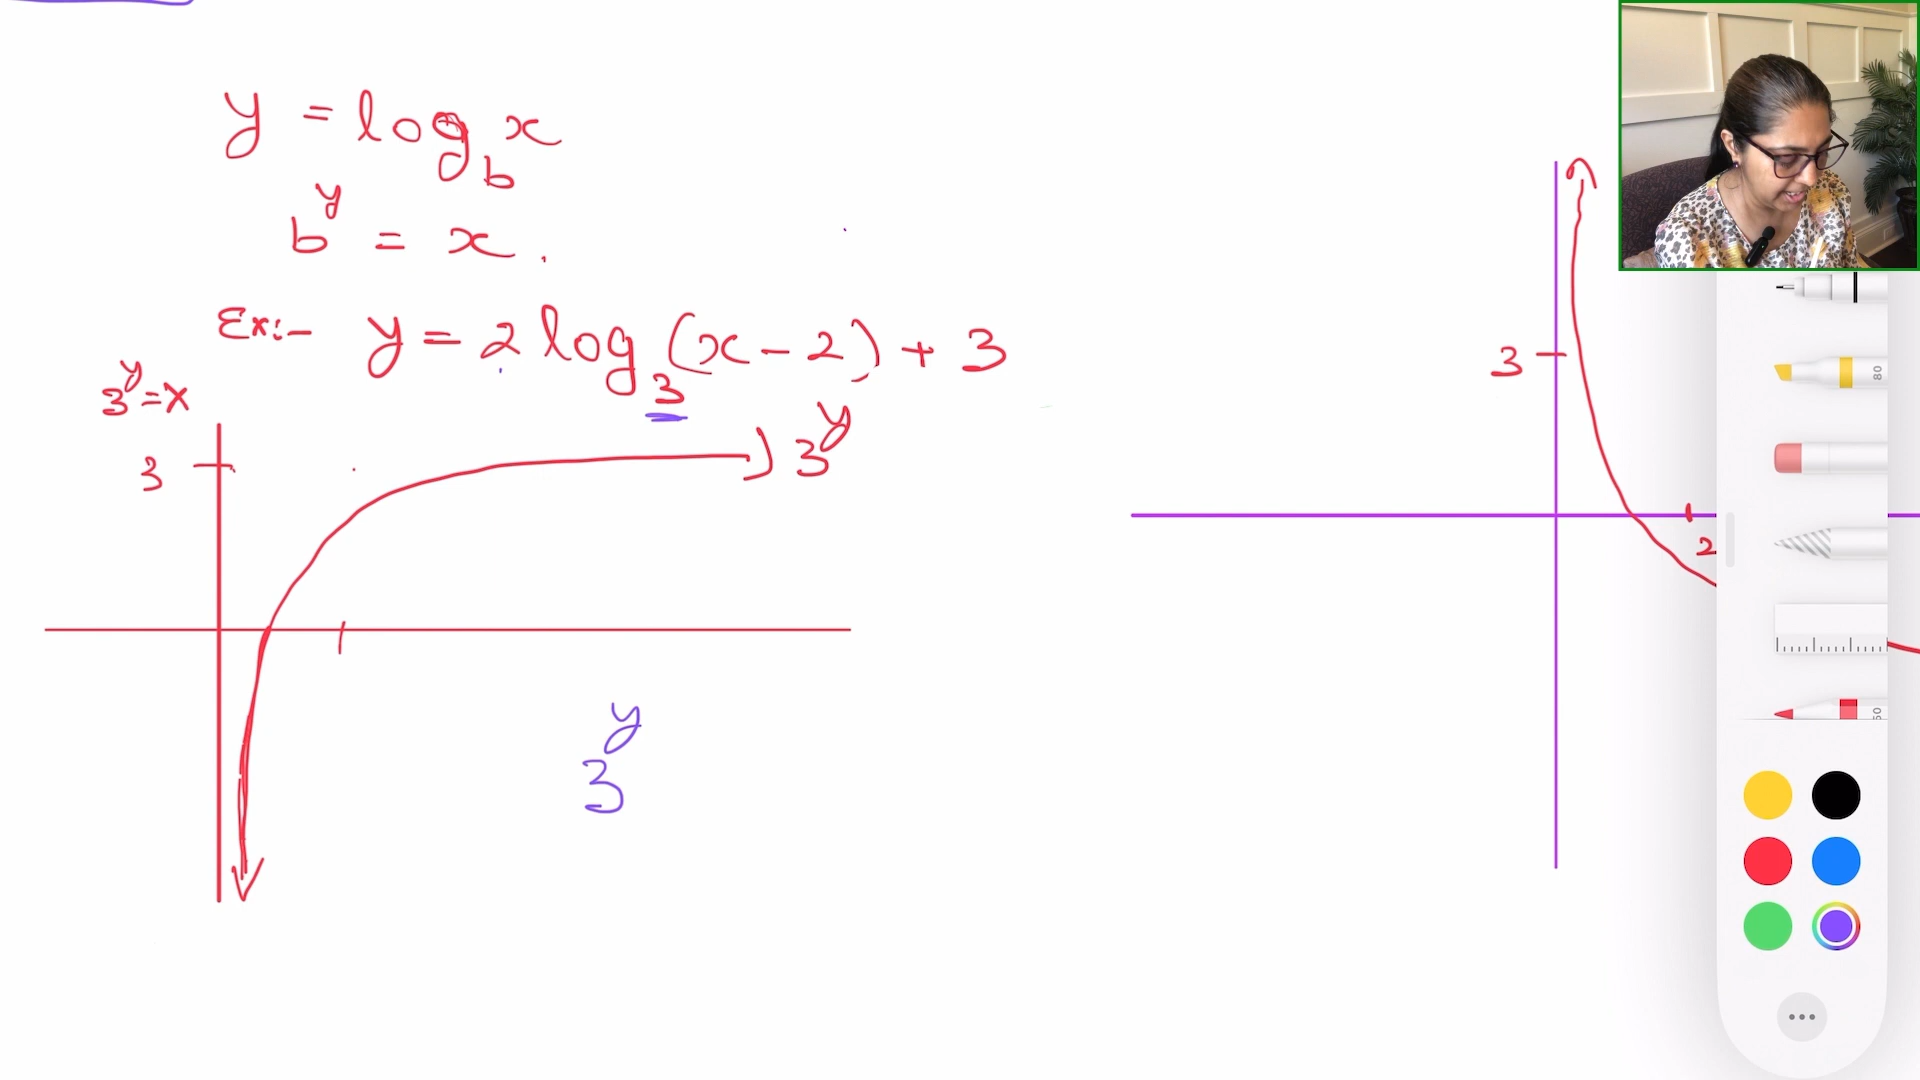 y = log_b x
b^y = x.
Ex:- y = 2 log_3 (x - 2) + 3
3^y = x
3
3^y
3^y
3
2
80
50